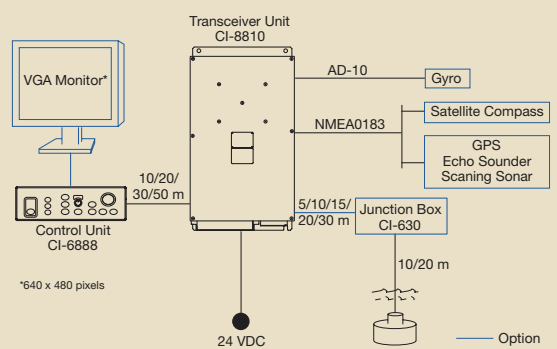 Transceiver Unit
CI-8810
VGA Monitor*
AD-10
Gyro
NMEA0183
Satellite Compass
GPS
Echo Sounder
Scaning Sonar
10/20/
30/50 m
Control Unit
CI-6888
5/10/15/
20/30 m
Junction Box
CI-630
10/20 m
*640 x 480 pixels
24 VDC
Option